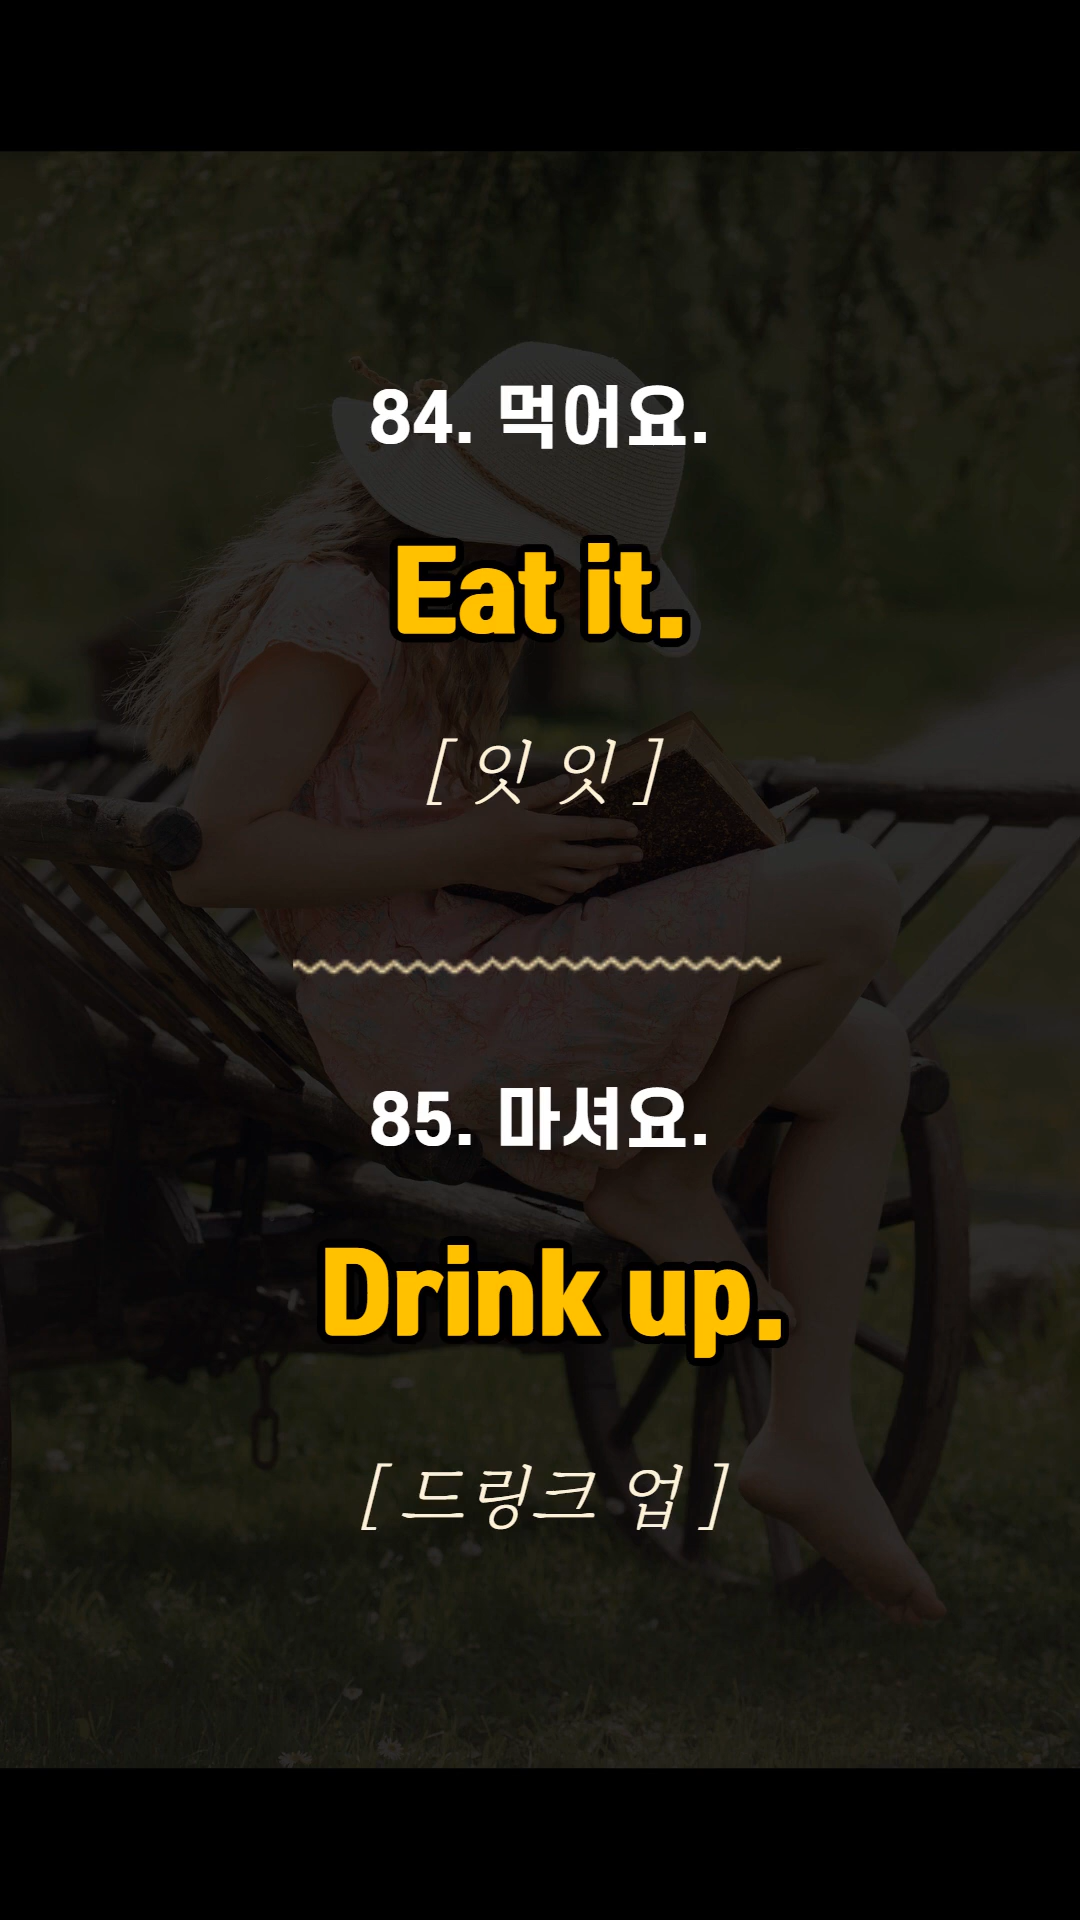 84. 먹어요.
Eat it.
[ 잇 잇 ]
85. 마셔요.
Drink up.
[ 드링크 업 ]